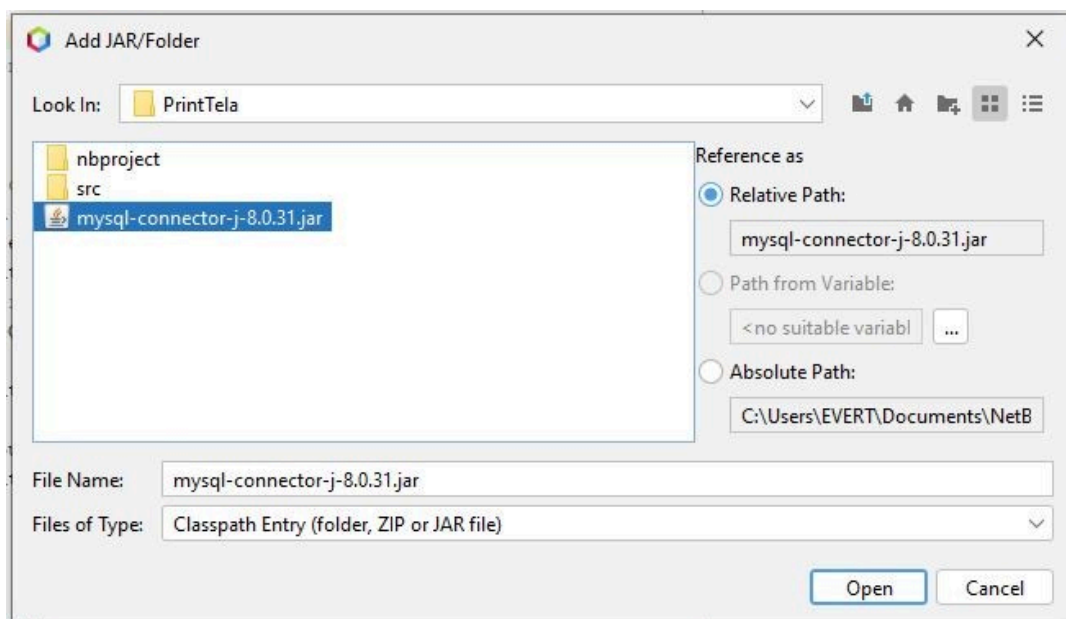 Add JAR/Folder
Look In: PrintTela
nbproject
src
mysql-connector-j-8.0.31.jar
Reference as
Relative Path:
mysql-connector-j-8.0.31.jar
Path from Variable:
<no suitable variabl ...
Absolute Path:
C:\Users\EVERT\Documents\NetB
File Name: mysql-connector-j-8.0.31.jar
Files of Type: Classpath Entry (folder, ZIP or JAR file)
Open Cancel